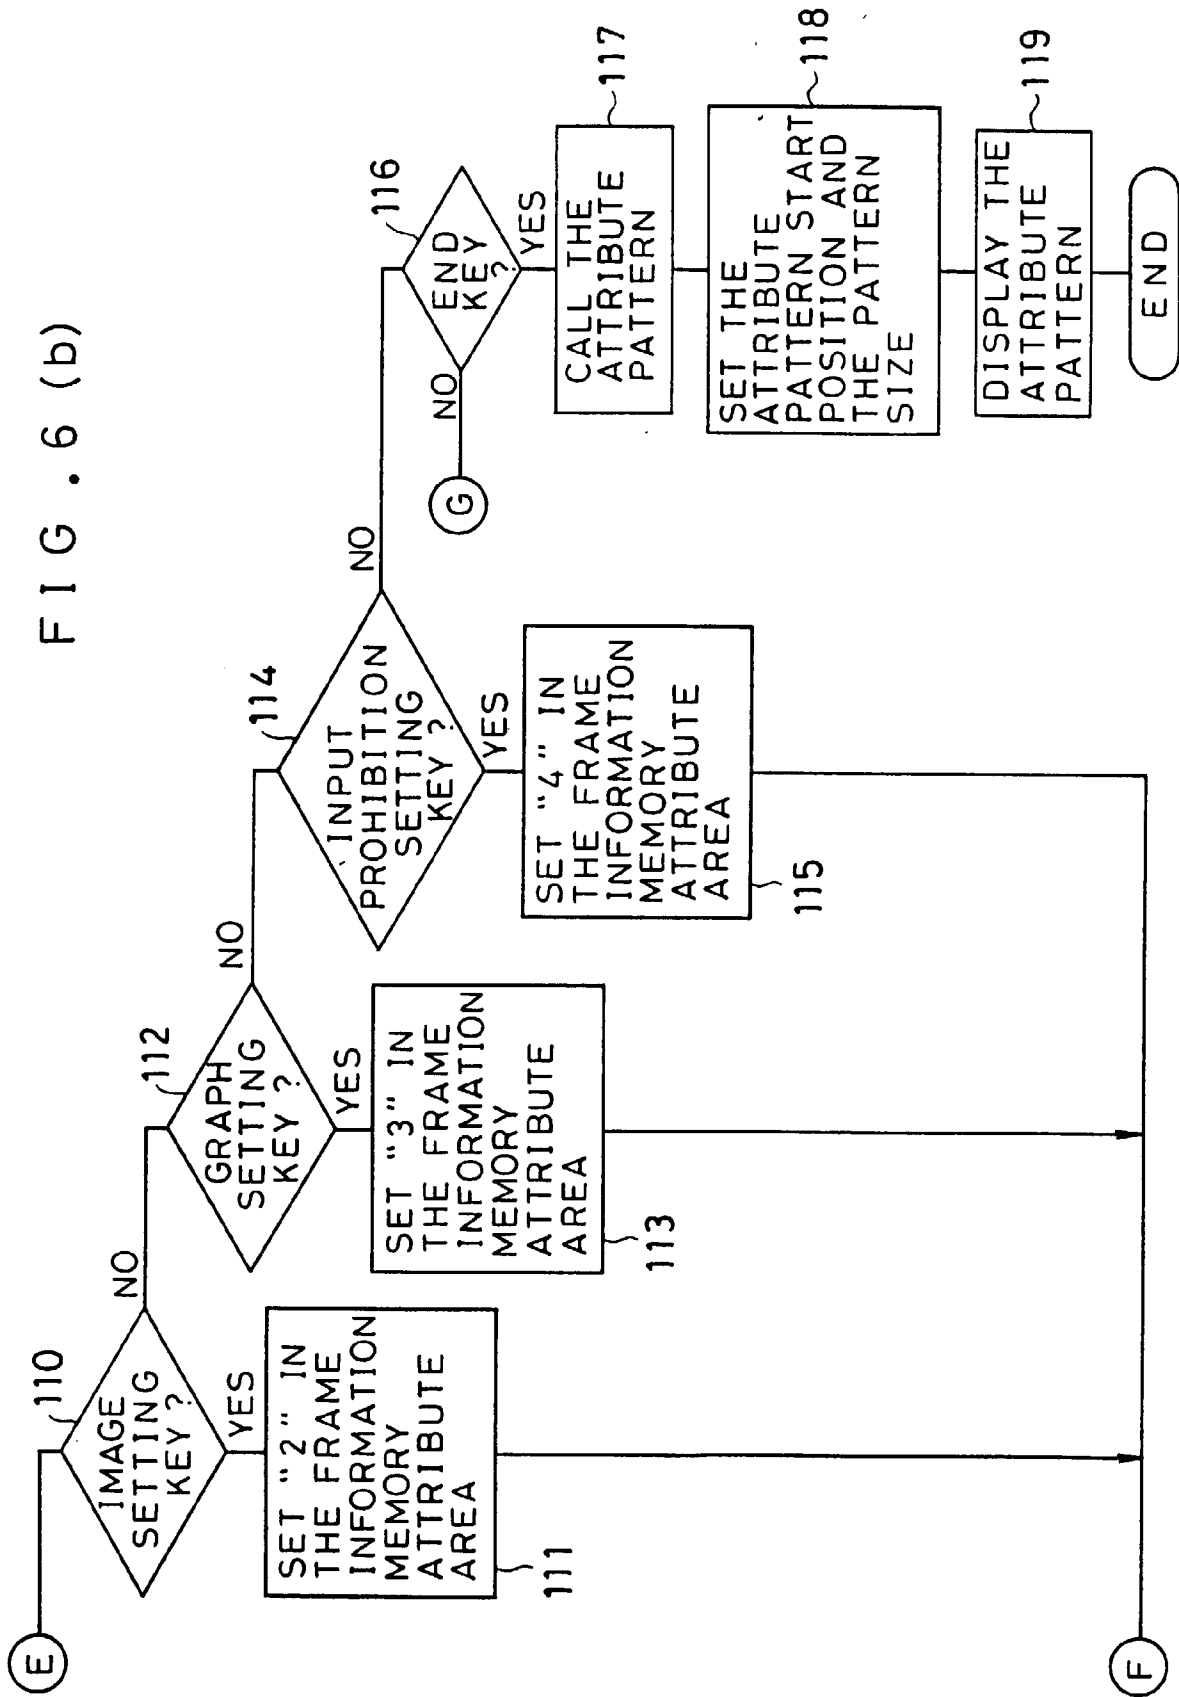 FIG.6 (b)
E
110
IMAGE
SETTING
KEY?
NO
YES
SET "2" IN
THE FRAME
INFORMATION
MEMORY
ATTRIBUTE
AREA
111
112
GRAPH
SETTING
KEY?
NO
YES
SET "3" IN
THE FRAME
INFORMATION
MEMORY
ATTRIBUTE
AREA
113
114
INPUT
PROHIBITION
SETTING
KEY?
NO
YES
SET "4" IN
THE FRAME
INFORMATION
MEMORY
ATTRIBUTE
AREA
115
116
END
KEY
?
NO
G
YES
CALL THE
ATTRIBUTE
PATTERN
117
SET THE
ATTRIBUTE
PATTERN START
POSITION AND
THE PATTERN
SIZE
118
DISPLAY THE
ATTRIBUTE
PATTERN
119
END
F